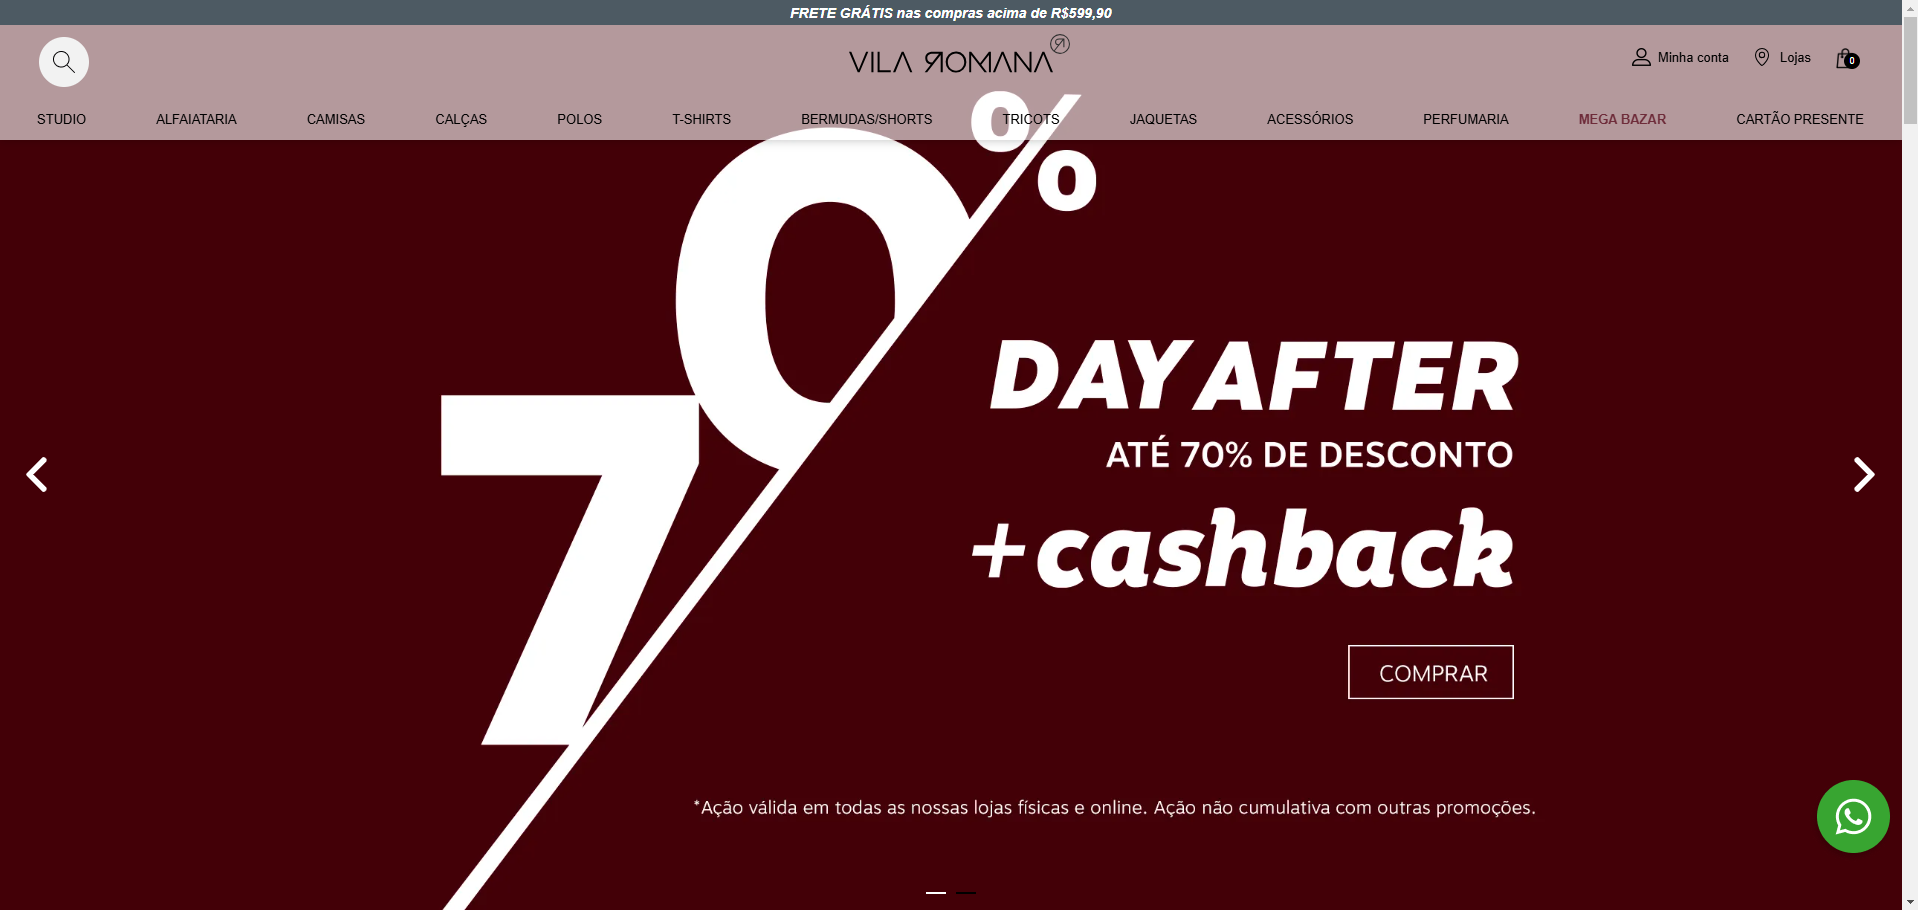 FRETE GRÁTIS nas compras acima de R$599,90
VILA ROMANA
Minha conta
Lojas
0
STUDIO
ALFAIATARIA
CAMISAS
CALÇAS
POLOS
T-SHIRTS
BERMUDAS/SHORTS
TRICOTS
JAQUETAS
ACESSÓRIOS
PERFUMARIA
MEGA BAZAR
CARTÃO PRESENTE
70%
DAY AFTER
ATÉ 70% DE DESCONTO
+cashback
COMPRAR
*Ação válida em todas as nossas lojas físicas e online. Ação não cumulativa com outras promoções.